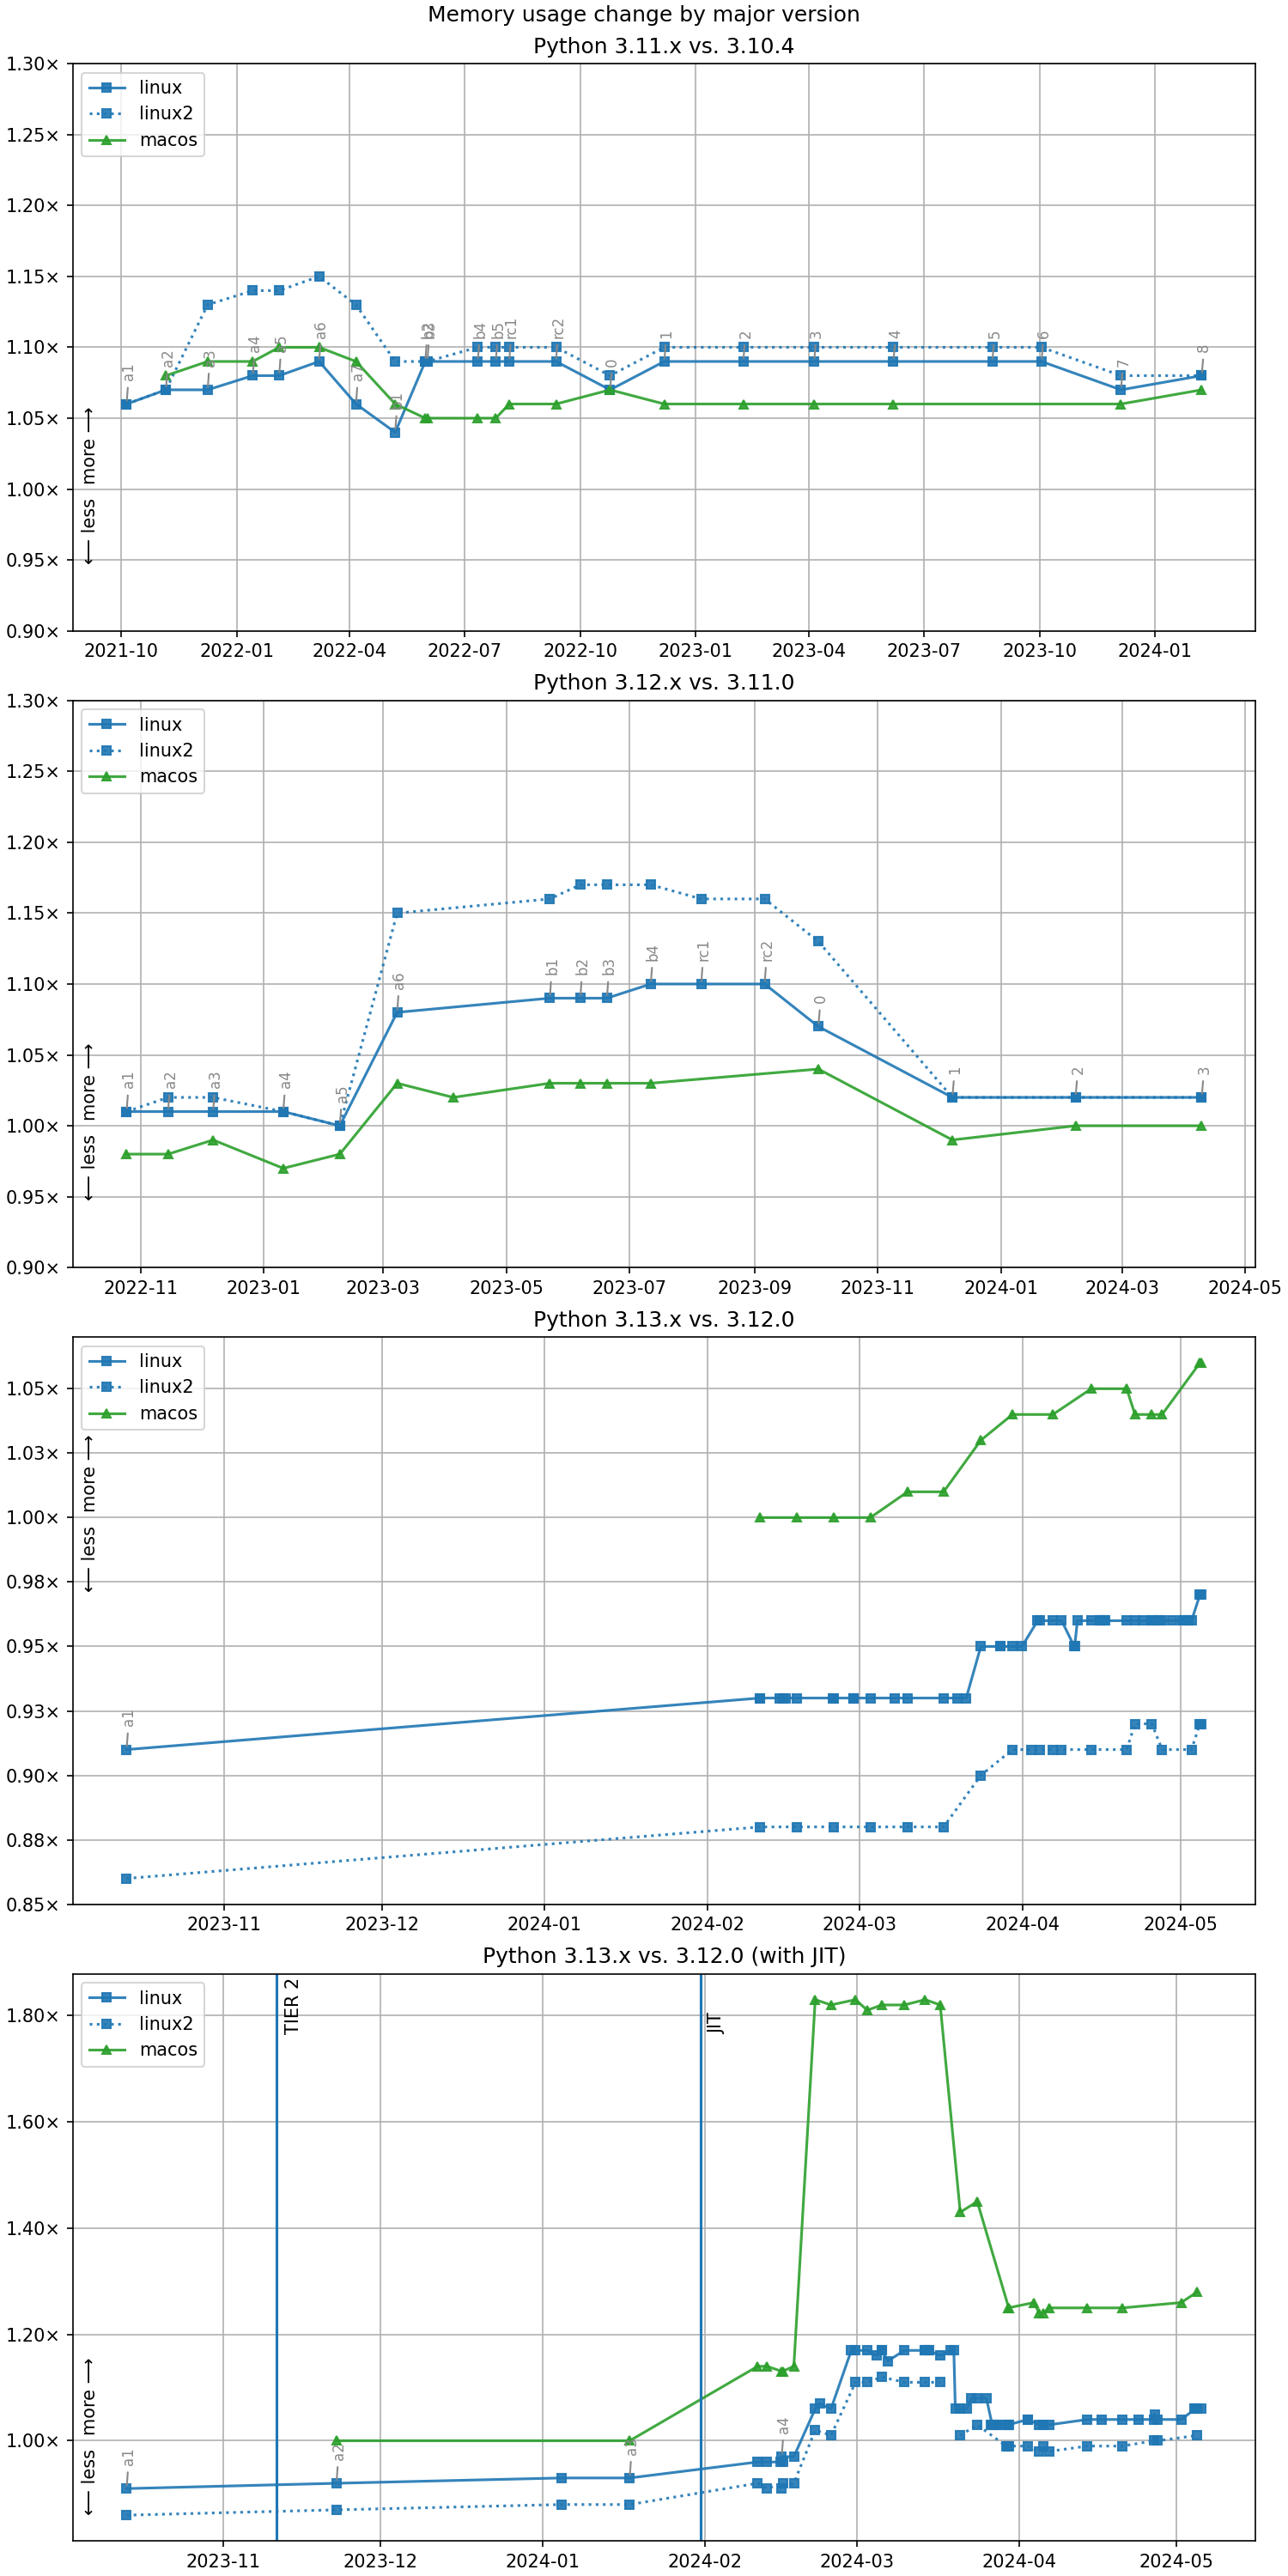 Memory usage change by major version
Python 3.11.x vs. 3.10.4
1.30×
1.25×
1.20×
1.15×
1.10×
1.05×
1.00×
0.95×
0.90×
linux
linux2
macos
← less more →
a1
a2
a3
a4
a5
a6
a7
b1
b3
b4
b5
rc1
rc2
0
1
2
3
4
5
6
7
8
2021-10 2022-01 2022-04 2022-07 2022-10 2023-01 2023-04 2023-07 2023-10 2024-01
Python 3.12.x vs. 3.11.0
1.30×
1.25×
1.20×
1.15×
1.10×
1.05×
1.00×
0.95×
0.90×
linux
linux2
macos
← less more →
a1
a2
a3
a4
a5
a6
b1
b2
b3
b4
rc1
rc2
0
1
2
3
2022-11 2023-01 2023-03 2023-05 2023-07 2023-09 2023-11 2024-01 2024-03 2024-05
Python 3.13.x vs. 3.12.0
1.05×
1.03×
1.00×
0.98×
0.95×
0.93×
0.90×
0.88×
0.85×
linux
linux2
macos
← less more →
a1
2023-11 2023-12 2024-01 2024-02 2024-03 2024-04 2024-05
Python 3.13.x vs. 3.12.0 (with JIT)
1.80×
1.60×
1.40×
1.20×
1.00×
linux
linux2
macos
← less more →
TIER 2
JIT
a1
a2
a4
2023-11 2023-12 2024-01 2024-02 2024-03 2024-04 2024-05